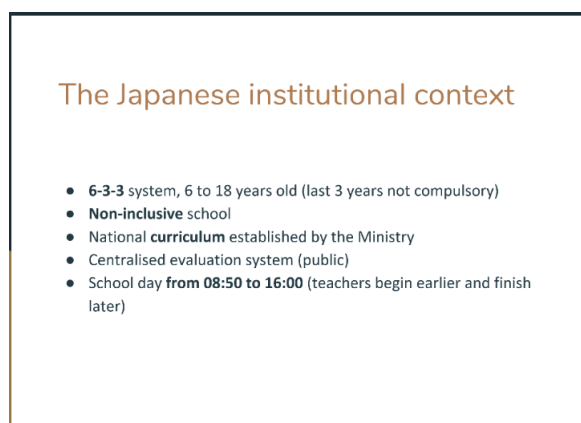 The Japanese institutional context
● 6-3-3 system, 6 to 18 years old (last 3 years not compulsory)
● Non-inclusive school
● National curriculum established by the Ministry
● Centralised evaluation system (public)
● School day from 08:50 to 16:00 (teachers begin earlier and finish
later)